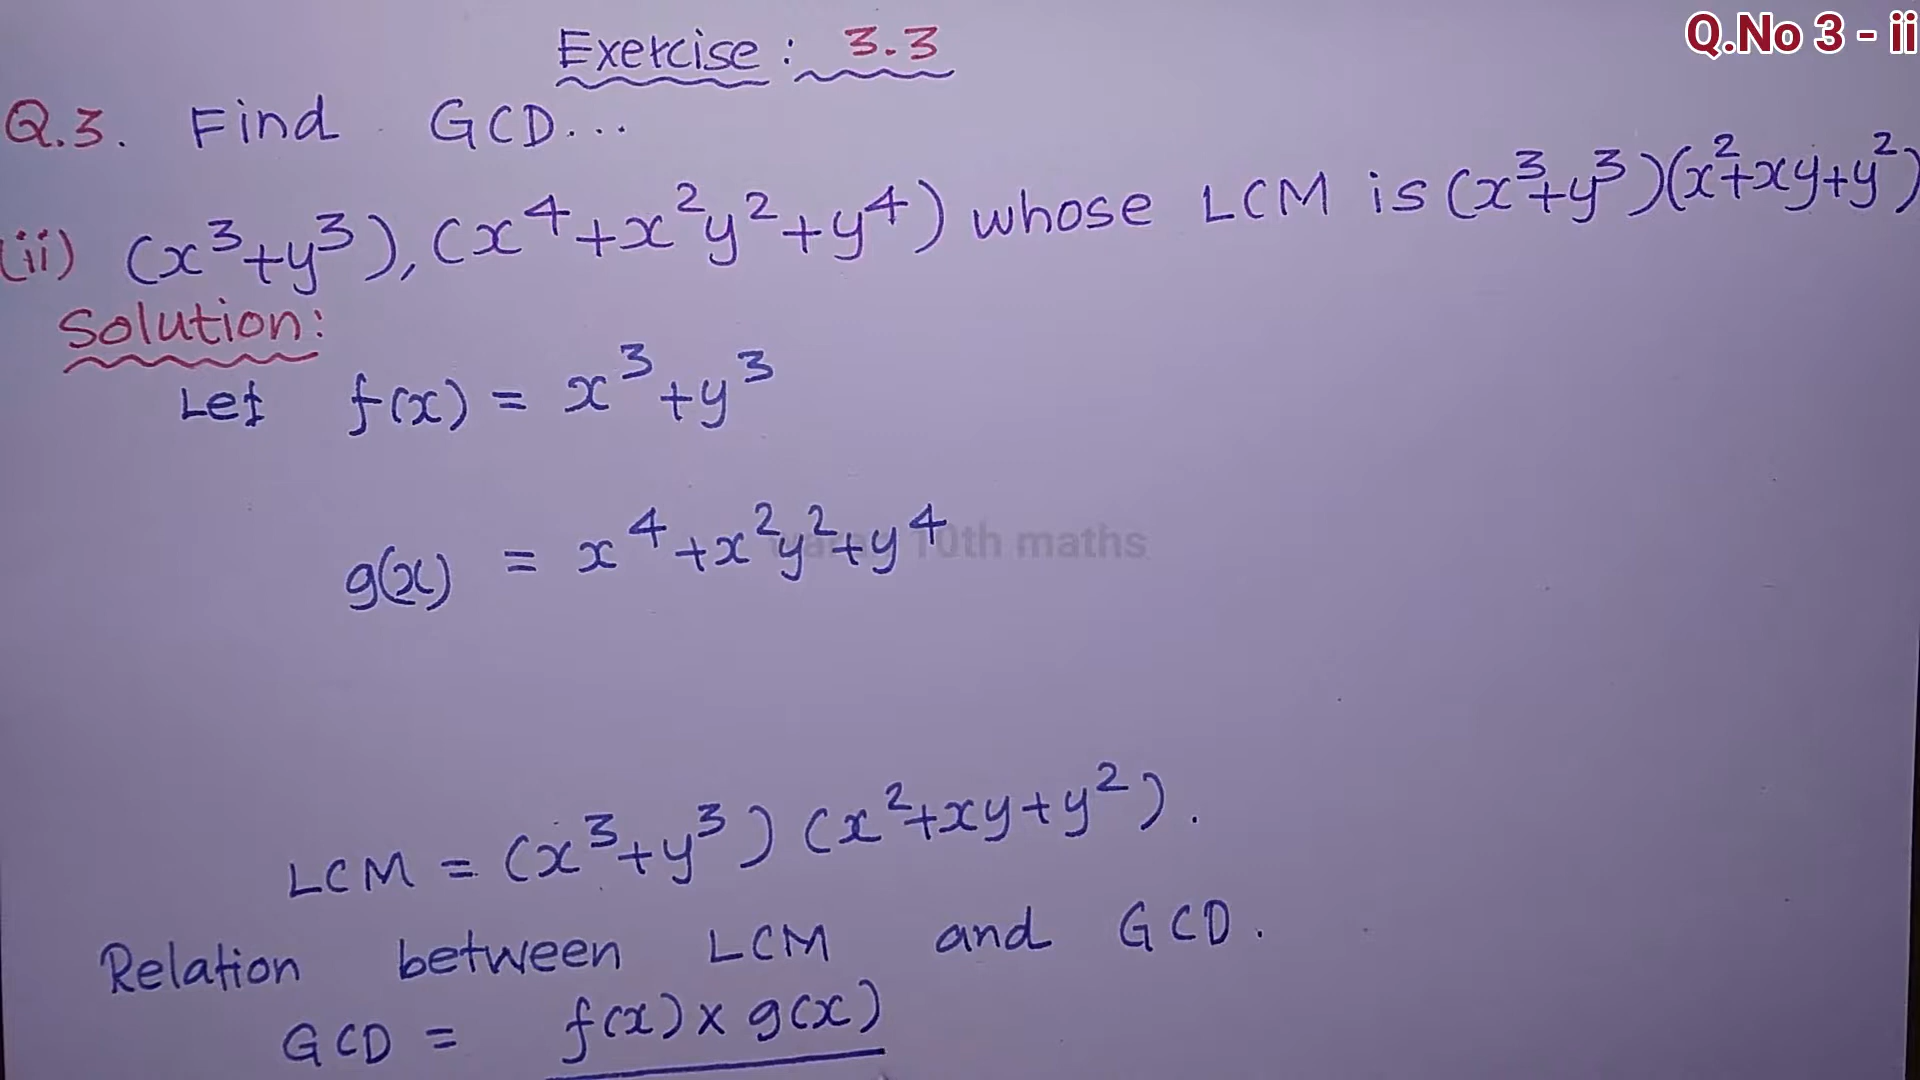 Q.No 3 - ii
Exercise: 3.3
Q.3. Find GCD...
(ii) (x³+y³), (x⁴+x²y²+y⁴) whose LCM is (x³+y³)(x²+xy+y²)
Solution:
Let f(x) = x³+y³
g(x) = x⁴+x²y²+y⁴
10th maths
LCM = (x³+y³) (x²+xy+y²).
Relation between LCM and GCD.
GCD = f(x) × g(x)